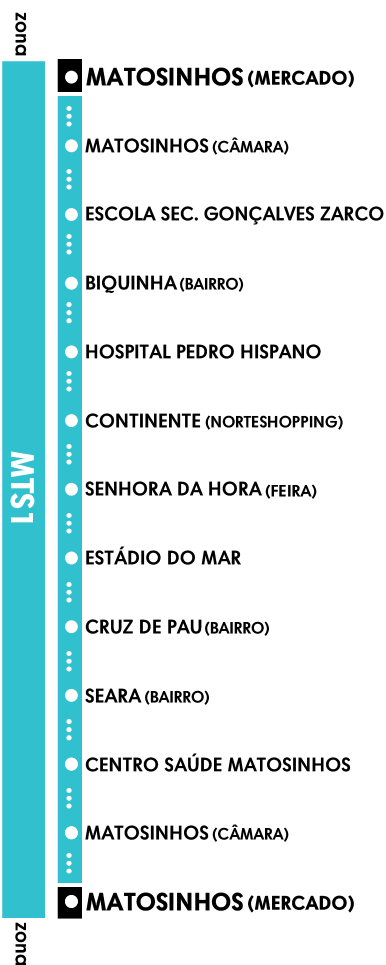 zona
MATOSINHOS (MERCADO)
MATOSINHOS (CÂMARA)
ESCOLA SEC. GONÇALVES ZARCO
BIQUINHA (BAIRRO)
HOSPITAL PEDRO HISPANO
CONTINENTE (NORTESHOPPING)
MTS1
SENHORA DA HORA (FEIRA)
ESTÁDIO DO MAR
CRUZ DE PAU (BAIRRO)
SEARA (BAIRRO)
CENTRO SAÚDE MATOSINHOS
MATOSINHOS (CÂMARA)
MATOSINHOS (MERCADO)
zona